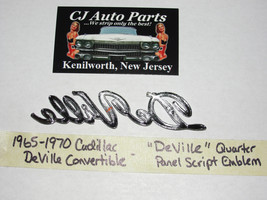 CJ Auto Parts
...We strip only the best!
Kenilworth, New Jersey
DeVille
1965-1970 Cadillac
DeVille Convertible
"DeVille" Quarter
Panel Script Emblem